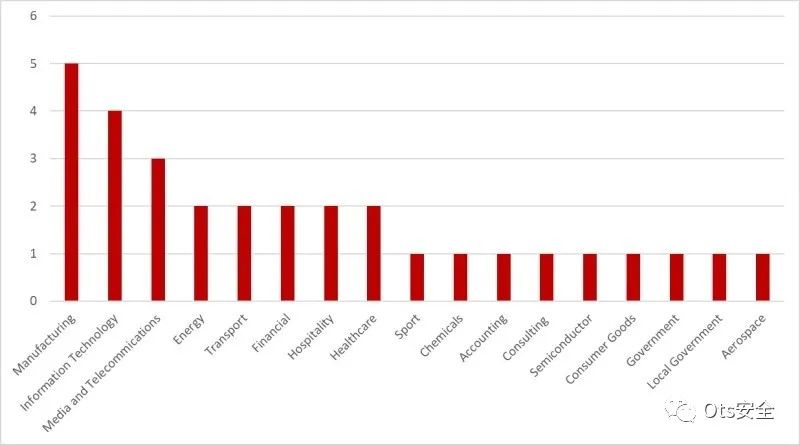 6
5
4
3
2
1
0
Manufacturing
Information Technology
Media and Telecommications
Energy
Transport
Financial
Hospitality
Healthcare
Sport
Chemicals
Accounting
Consulting
Semiconductor
Consumer Goods
Government
Local Government
Aerospace
Ots安全